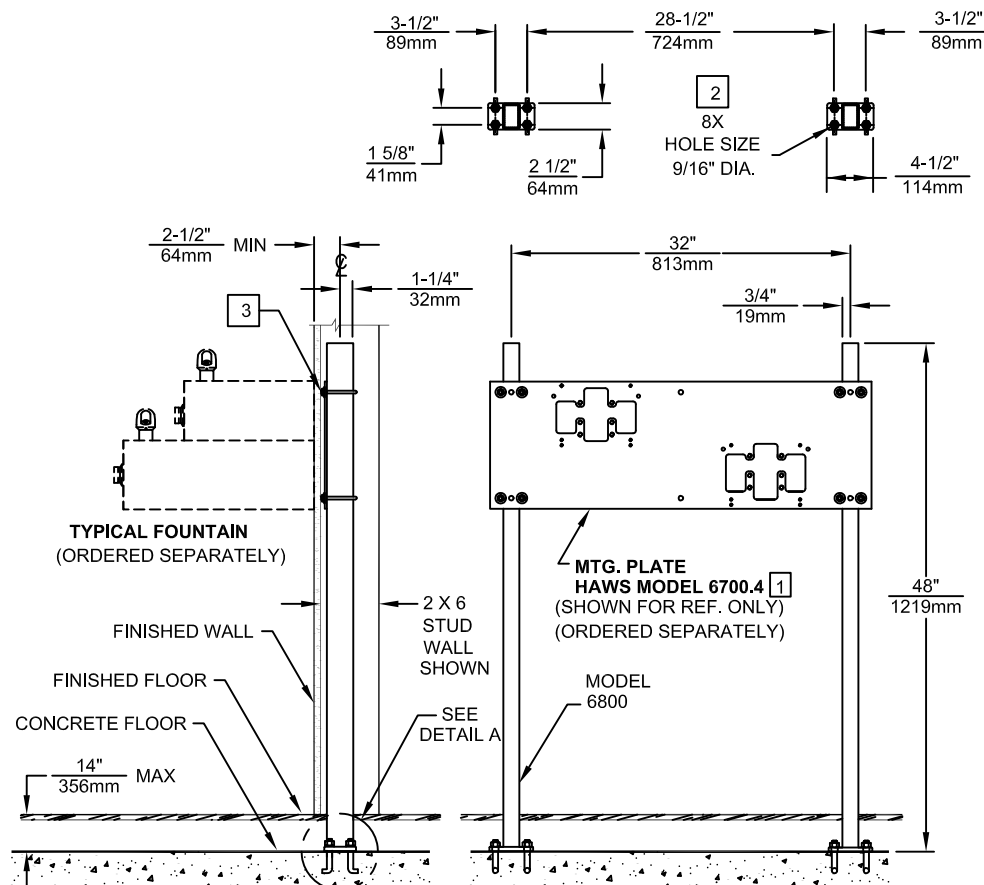 3-1/2"
89mm
28-1/2"
724mm
3-1/2"
89mm
2
8X
HOLE SIZE
9/16" DIA.
1 5/8"
41mm
2 1/2"
64mm
4-1/2"
114mm
2-1/2"
64mm
MIN
℄
1-1/4"
32mm
3
32"
813mm
3/4"
19mm
TYPICAL FOUNTAIN
(ORDERED SEPARATELY)
MTG. PLATE
HAWS MODEL 6700.4 1
(SHOWN FOR REF. ONLY)
(ORDERED SEPARATELY)
48"
1219mm
2 X 6
STUD
WALL
SHOWN
FINISHED WALL
FINISHED FLOOR
CONCRETE FLOOR
SEE
DETAIL A
MODEL
6800
14"
356mm
MAX